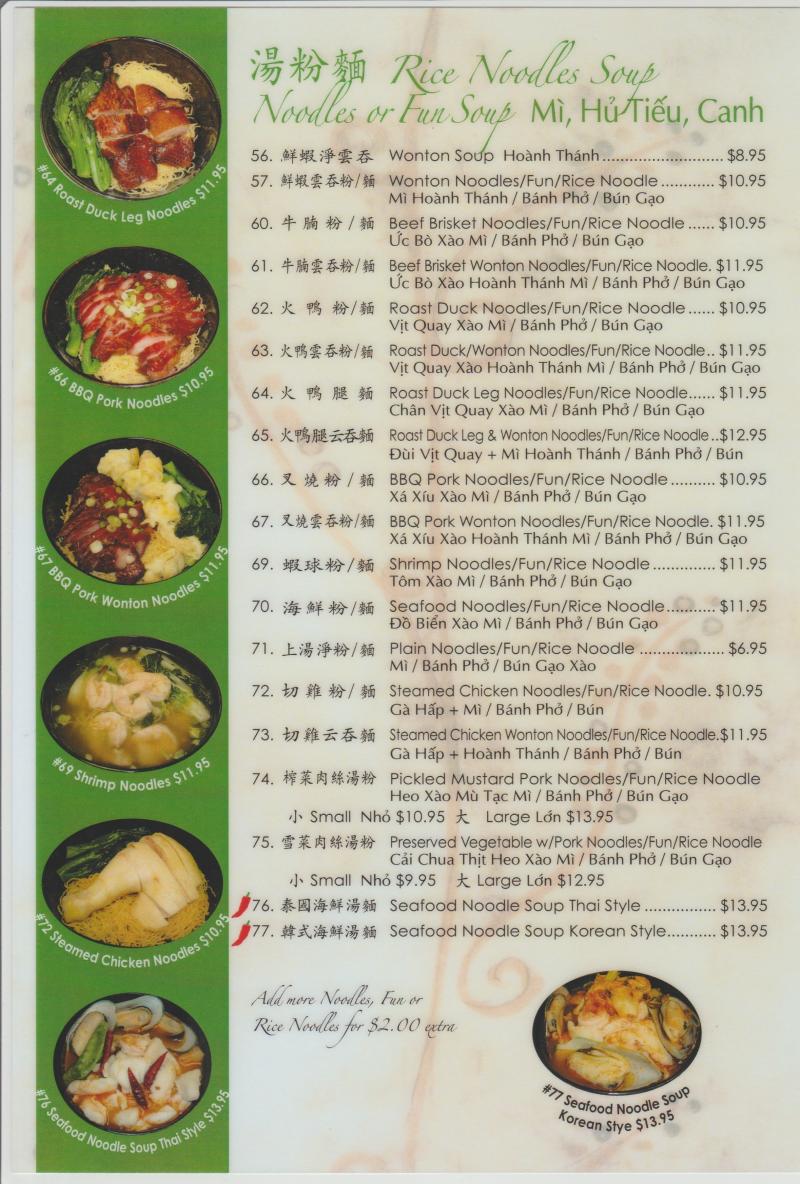 湯粉麵 Rice Noodles Soup
Noodles or Fun Soup Mì, Hủ Tiếu, Canh
56. 鮮蝦淨雲吞 Wonton Soup Hoành Thánh........................... $8.95
57. 鮮蝦雲吞粉/麵 Wonton Noodles/Fun/Rice Noodle............ $10.95
Mì Hoành Thánh / Bánh Phở / Bún Gạo
60. 牛腩粉/麵 Beef Brisket Noodles/Fun/Rice Noodle...... $10.95
Ức Bò Xào Mì / Bánh Phở / Bún Gạo
61. 牛腩雲吞粉/麵 Beef Brisket Wonton Noodles/Fun/Rice Noodle. $11.95
Ức Bò Xào Hoành Thánh Mì / Bánh Phở / Bún Gạo
62. 火鴨粉/麵 Roast Duck Noodles/Fun/Rice Noodle...... $10.95
Vịt Quay Xào Mì / Bánh Phở / Bún Gạo
63. 火鴨雲吞粉/麵 Roast Duck/Wonton Noodles/Fun/Rice Noodle.. $11.95
Vịt Quay Xào Hoành Thánh Mì / Bánh Phở / Bún Gạo
64. 火鴨腿麵 Roast Duck Leg Noodles/Fun/Rice Noodle...... $11.95
Chân Vịt Quay Xào Mì / Bánh Phở / Bún Gạo
65. 火鴨腿云吞麵 Roast Duck Leg & Wonton Noodles/Fun/Rice Noodle ..$12.95
Đùi Vịt Quay + Mì Hoành Thánh / Bánh Phở / Bún
66. 叉燒粉/麵 BBQ Pork Noodles/Fun/Rice Noodle.......... $10.95
Xá Xíu Xào Mì / Bánh Phở / Bún Gạo
67. 叉燒雲吞粉/麵 BBQ Pork Wonton Noodles/Fun/Rice Noodle. $11.95
Xá Xíu Xào Hoành Thánh Mì / Bánh Phở / Bún Gạo
69. 蝦球粉/麵 Shrimp Noodles/Fun/Rice Noodle.............. $11.95
Tôm Xào Mì / Bánh Phở / Bún Gạo
70. 海鮮粉/麵 Seafood Noodles/Fun/Rice Noodle........... $11.95
Đồ Biển Xào Mì / Bánh Phở / Bún Gạo
71. 上湯淨粉/麵 Plain Noodles/Fun/Rice Noodle ................... $6.95
Mì / Bánh Phở / Bún Gạo Xào
72. 切雞粉/麵 Steamed Chicken Noodles/Fun/Rice Noodle. $10.95
Gà Hấp + Mì / Bánh Phở / Bún
73. 切雞云吞麵 Steamed Chicken Wonton Noodles/Fun/Rice Noodle.$11.95
Gà Hấp + Hoành Thánh / Bánh Phở / Bún
74. 榨菜肉絲湯粉 Pickled Mustard Pork Noodles/Fun/Rice Noodle
Heo Xào Mù Tạc Mì / Bánh Phở / Bún Gạo
小 Small Nhỏ $10.95 大 Large Lớn $13.95
75. 雪菜肉絲湯粉 Preserved Vegetable w/Pork Noodles/Fun/Rice Noodle
Cải Chua Thịt Heo Xào Mì / Bánh Phở / Bún Gạo
小 Small Nhỏ $9.95 大 Large Lớn $12.95
76. 泰國海鮮湯麵 Seafood Noodle Soup Thai Style ................ $13.95
77. 韓式海鮮湯麵 Seafood Noodle Soup Korean Style........... $13.95
Add more Noodles, Fun or
Rice Noodles for $2.00 extra
#64 Roast Duck Leg Noodles $11.95
#66 BBQ Pork Noodles $10.95
#67 BBQ Pork Wonton Noodles $11.95
#69 Shrimp Noodles $11.95
#72 Steamed Chicken Noodles $10.95
#76 Seafood Noodle Soup Thai Style $13.95
#77 Seafood Noodle Soup
Korean Stye $13.95